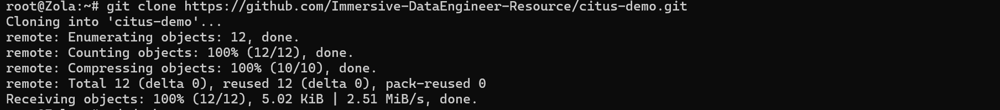 root@Zola:~# git clone https://github.com/Immersive-DataEngineer-Resource/citus-demo.git
Cloning into 'citus-demo'...
remote: Enumerating objects: 12, done.
remote: Counting objects: 100% (12/12), done.
remote: Compressing objects: 100% (10/10), done.
remote: Total 12 (delta 0), reused 12 (delta 0), pack-reused 0
Receiving objects: 100% (12/12), 5.02 KiB | 2.51 MiB/s, done.